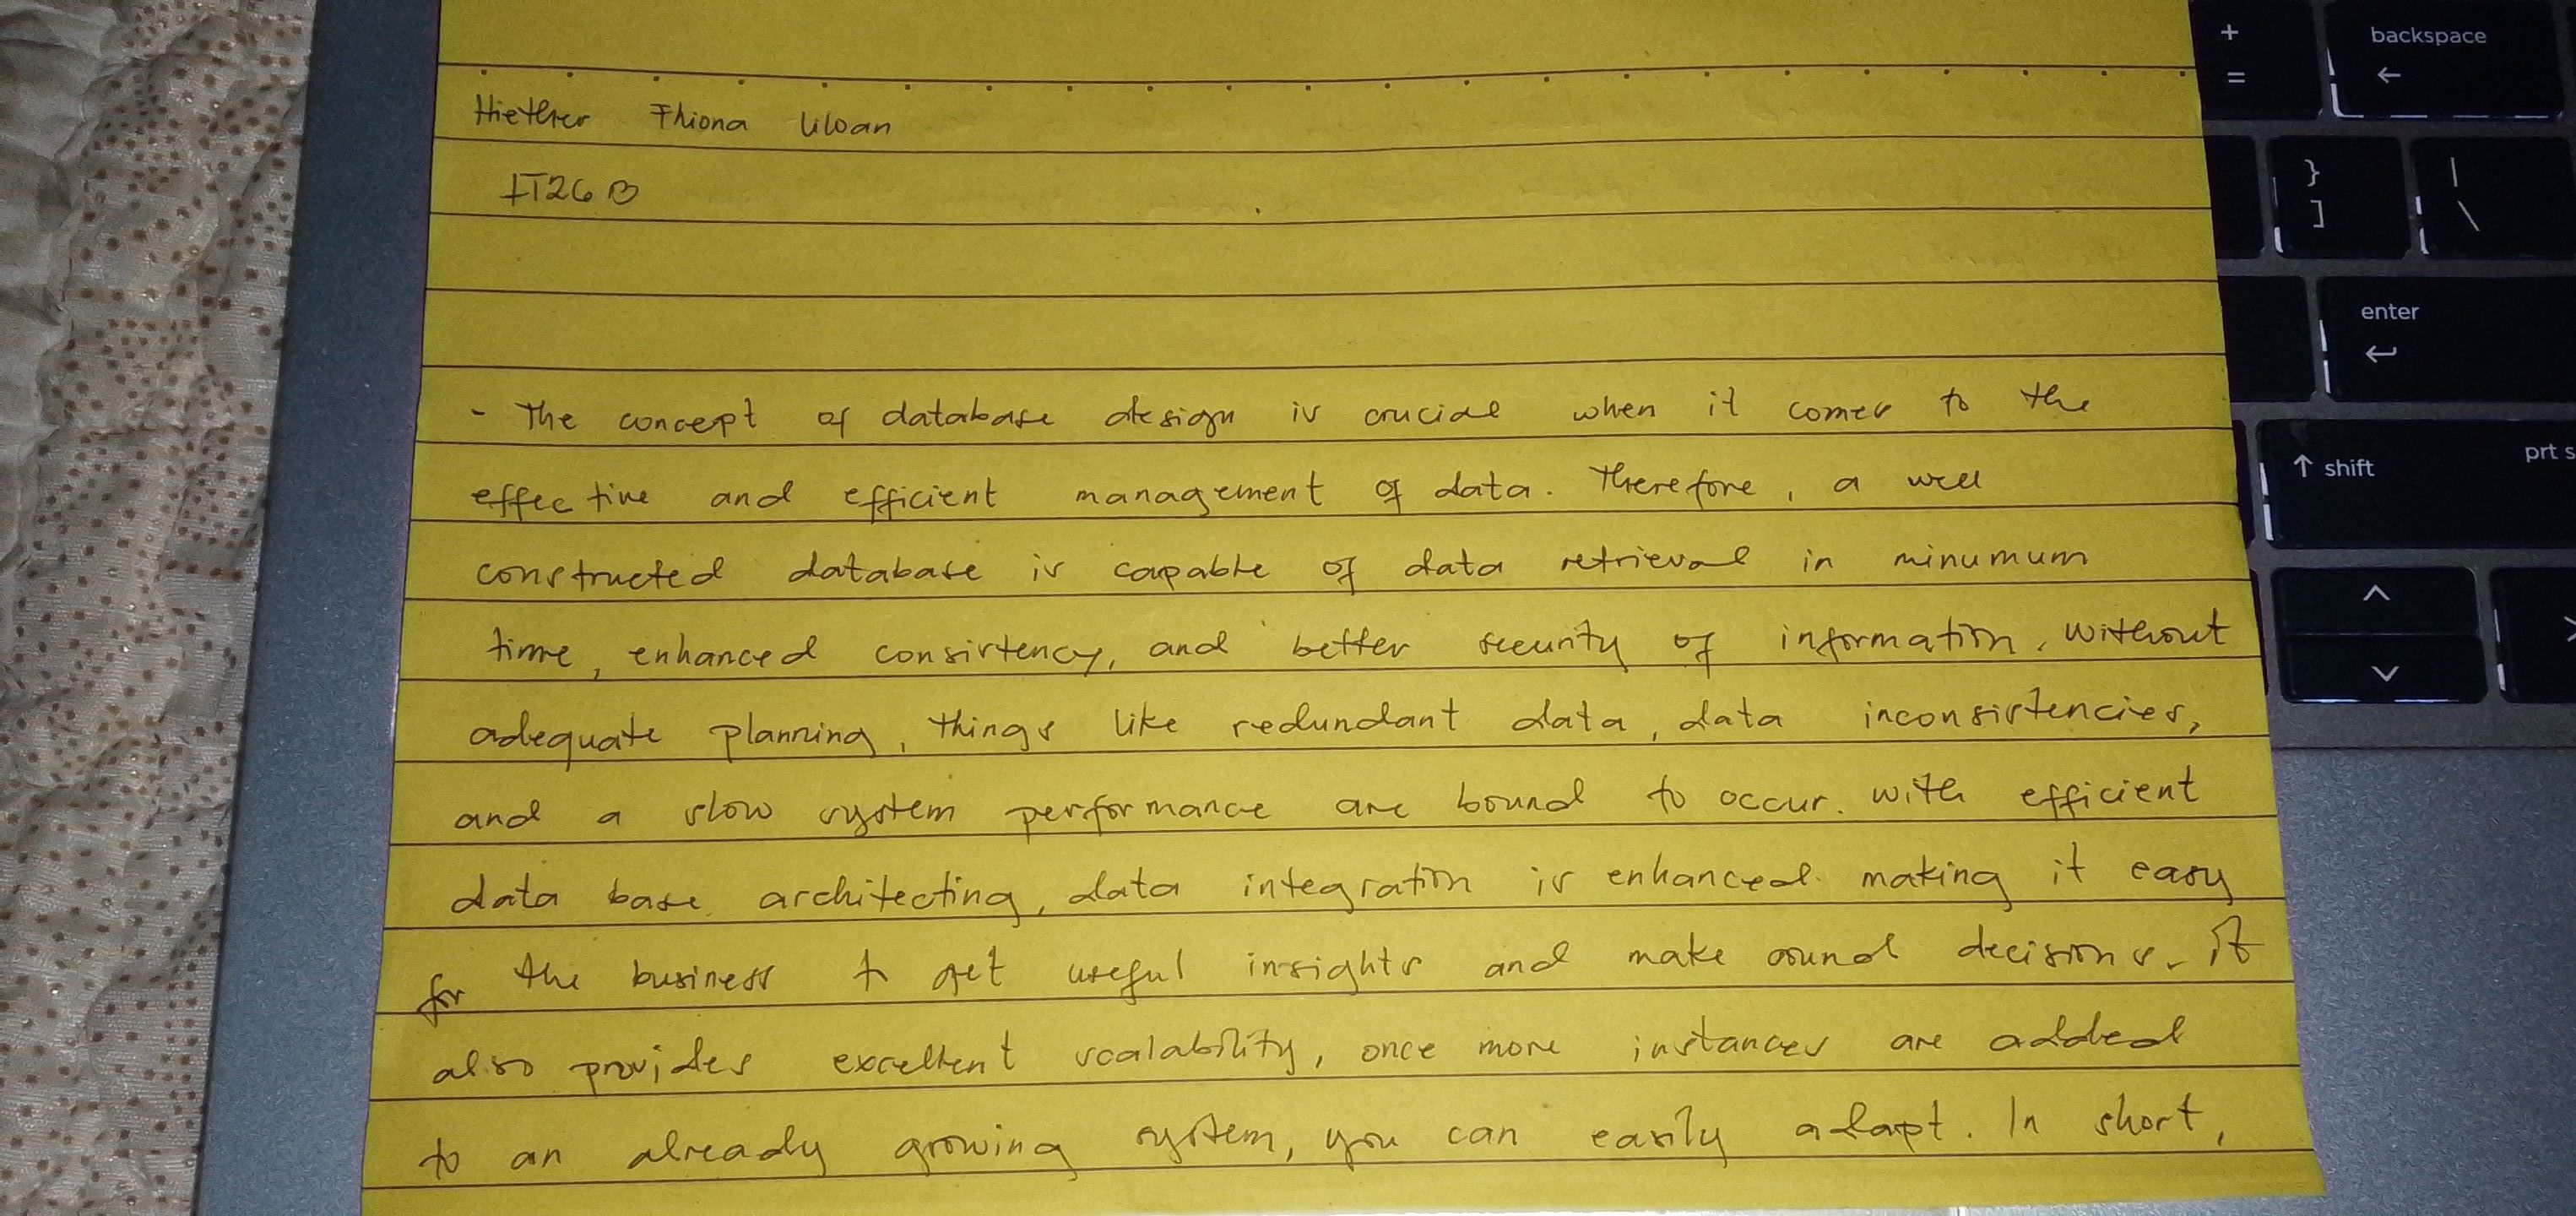 Hiether Fhiona Liloan
IT26B
- The concept of database design is crucial when it comes to the
effective and efficient management of data. Therefore, a well
constructed database is capable of data retrieval in minumum
time, enhanced consistency, and better security of information. Without
adequate planning, things like redundant data, data inconsistencies,
and a slow system performance are bound to occur. With efficient
data base architecting, data integration is enhanced making it easy
for the business to get useful insights and make sound decisions. It
also provides excellent scalability, once more instances are added
to an already growing system, you can easily adapt. In short,
+ =
backspace ←
} ]
| \
enter
↑ shift
prt s